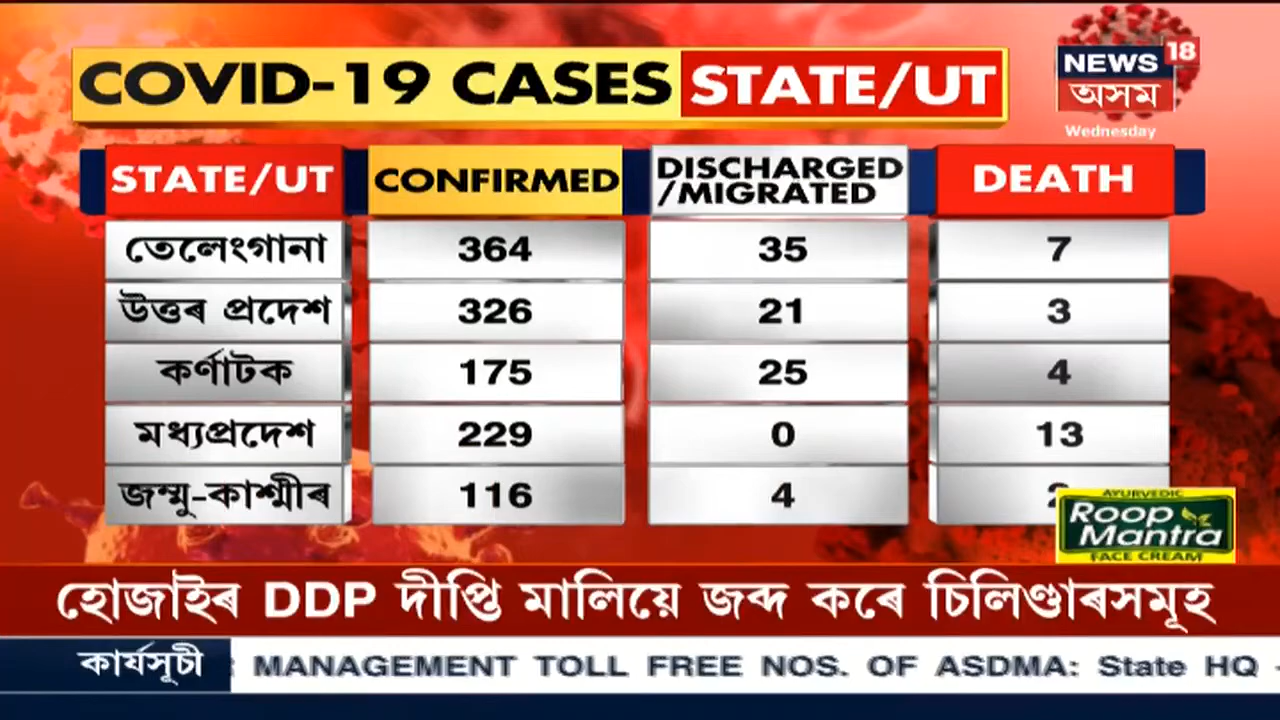 COVID-19 CASES STATE/UT
NEWS 18
অসম
Wednesday
STATE/UT CONFIRMED DISCHARGED /MIGRATED DEATH
তেলেংগানা 364 35 7
উত্তৰ প্ৰদেশ 326 21 3
কৰ্ণাটক 175 25 4
মধ্যপ্ৰদেশ 229 0 13
জম্মু-কাশ্মীৰ 116 4
AYURVEDIC
Roop
Mantra
FACE CREAM
হোজাইৰ DDP দীপ্তি মালিয়ে জব্দ কৰে চিলিণ্ডাৰসমূহ
কাৰ্যসূচী : MANAGEMENT TOLL FREE NOS. OF ASDMA: State HQ -